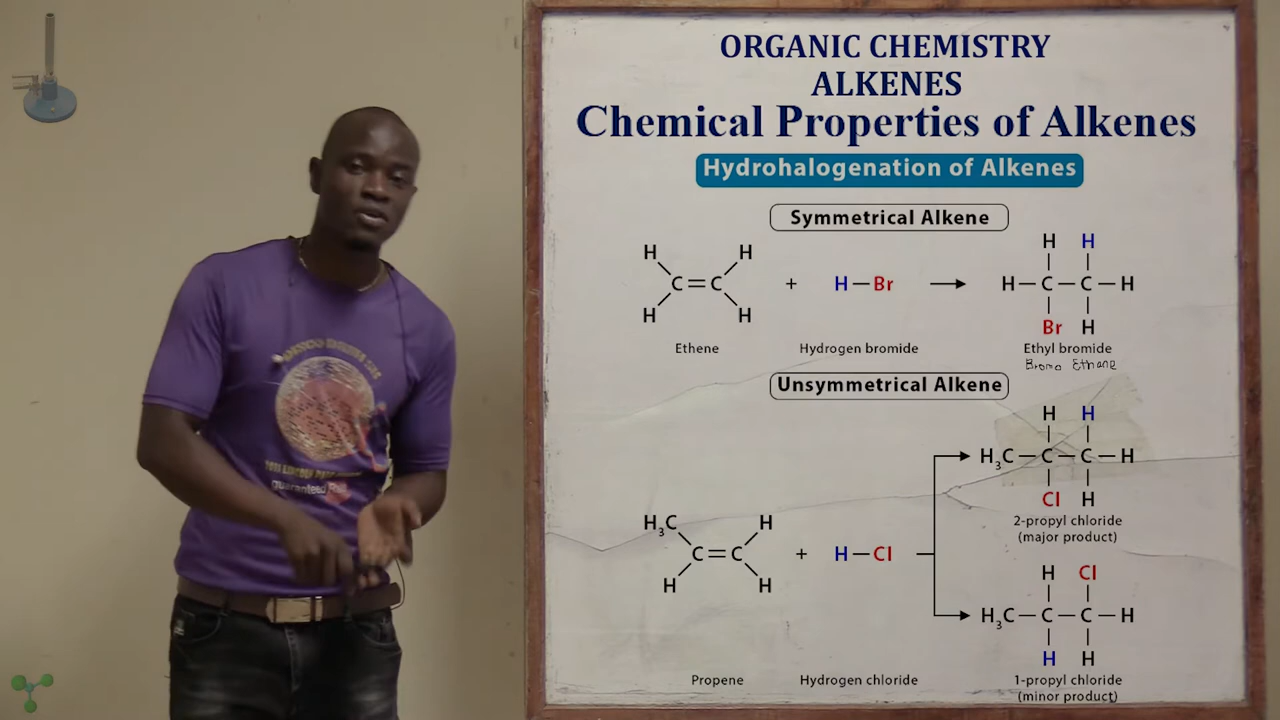 ORGANIC CHEMISTRY
ALKENES
Chemical Properties of Alkenes
Hydrohalogenation of Alkenes
Symmetrical Alkene
H H H H
C=C + H—Br H—C—C—H
H H Br H
Ethene Hydrogen bromide Ethyl bromide
Bromo Ethane
Unsymmetrical Alkene
H H
H₃C—C—C—H
Cl H
2-propyl chloride
(major product)
H₃C H
C=C + H—Cl
H H
H Cl
H₃C—C—C—H
H H
Propene Hydrogen chloride 1-propyl chloride
(minor product)
guaranteed